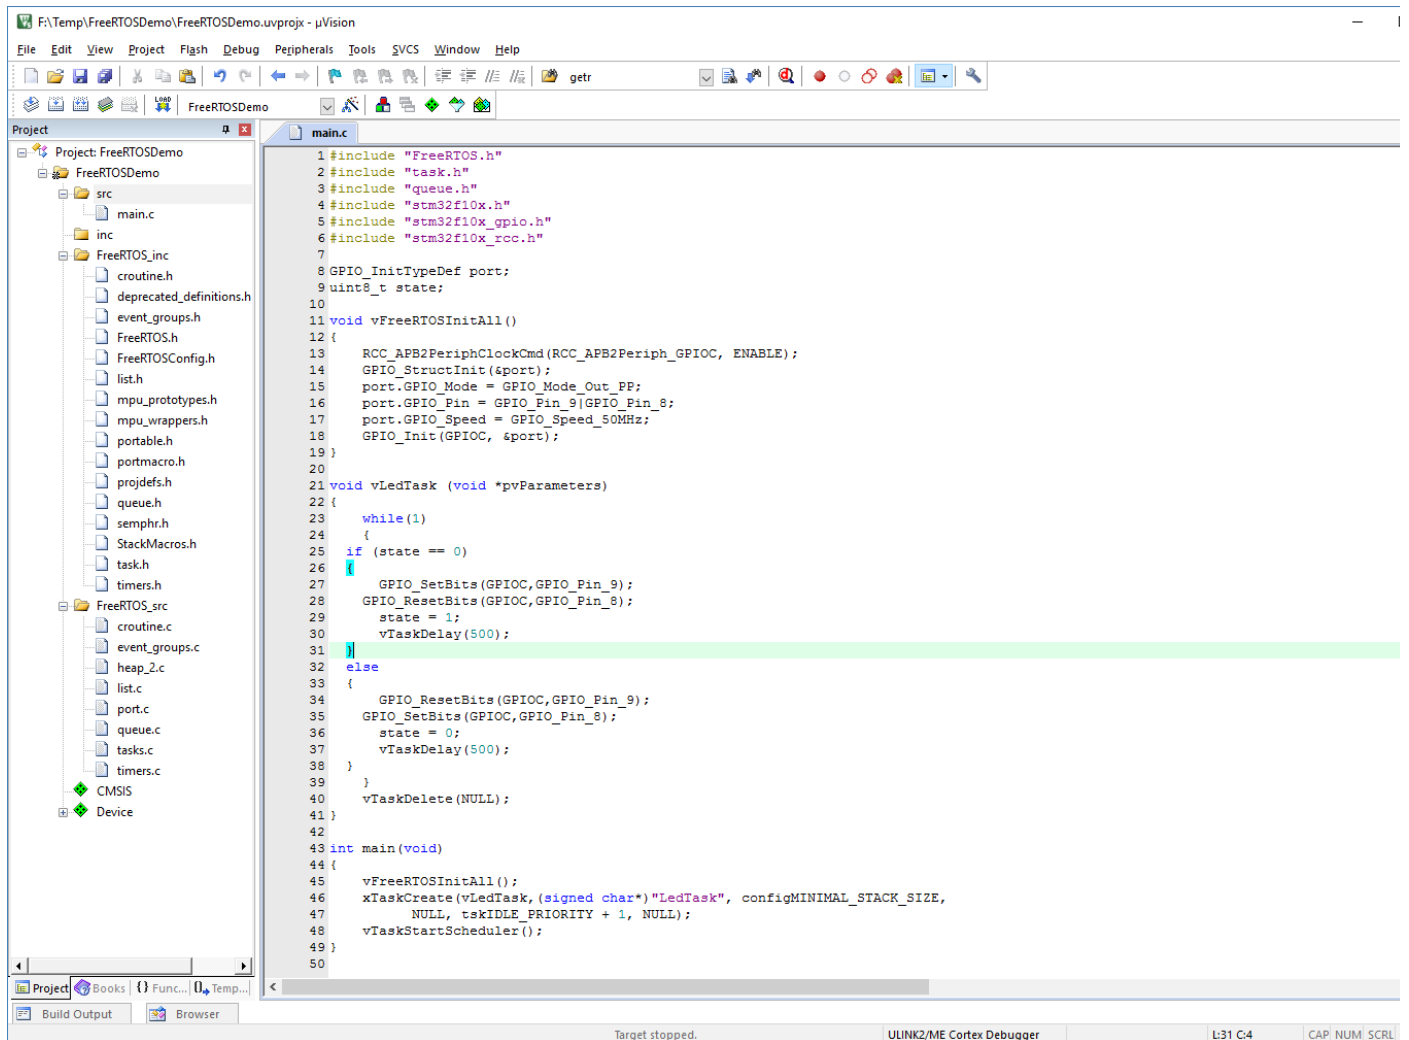 F:\Temp\FreeRTOSDemo\FreeRTOSDemo.uvprojx - µVision
File Edit View Project Flash Debug Peripherals Tools SVCS Window Help
getr
LOAD FreeRTOSDemo
Project
main.c
Project: FreeRTOSDemo
FreeRTOSDemo
src
main.c
inc
FreeRTOS_inc
croutine.h
deprecated_definitions.h
event_groups.h
FreeRTOS.h
FreeRTOSConfig.h
list.h
mpu_prototypes.h
mpu_wrappers.h
portable.h
portmacro.h
projdefs.h
queue.h
semphr.h
StackMacros.h
task.h
timers.h
FreeRTOS_src
croutine.c
event_groups.c
heap_2.c
list.c
port.c
queue.c
tasks.c
timers.c
CMSIS
Device
1 #include "FreeRTOS.h"
2 #include "task.h"
3 #include "queue.h"
4 #include "stm32f10x.h"
5 #include "stm32f10x_gpio.h"
6 #include "stm32f10x_rcc.h"
7
8 GPIO_InitTypeDef port;
9 uint8_t state;
10
11 void vFreeRTOSInitAll()
12 {
13 RCC_APB2PeriphClockCmd(RCC_APB2Periph_GPIOC, ENABLE);
14 GPIO_StructInit(&port);
15 port.GPIO_Mode = GPIO_Mode_Out_PP;
16 port.GPIO_Pin = GPIO_Pin_9|GPIO_Pin_8;
17 port.GPIO_Speed = GPIO_Speed_50MHz;
18 GPIO_Init(GPIOC, &port);
19 }
20
21 void vLedTask (void *pvParameters)
22 {
23 while(1)
24 {
25 if (state == 0)
26 {
27 GPIO_SetBits(GPIOC,GPIO_Pin_9);
28 GPIO_ResetBits(GPIOC,GPIO_Pin_8);
29 state = 1;
30 vTaskDelay(500);
31 }
32 else
33 {
34 GPIO_ResetBits(GPIOC,GPIO_Pin_9);
35 GPIO_SetBits(GPIOC,GPIO_Pin_8);
36 state = 0;
37 vTaskDelay(500);
38 }
39 }
40 vTaskDelete(NULL);
41 }
42
43 int main(void)
44 {
45 vFreeRTOSInitAll();
46 xTaskCreate(vLedTask,(signed char*)"LedTask", configMINIMAL_STACK_SIZE,
47 NULL, tskIDLE_PRIORITY + 1, NULL);
48 vTaskStartScheduler();
49 }
50
Project Books {} Func... 0 Temp...
Build Output Browser
Target stopped. ULINK2/ME Cortex Debugger L:31 C:4 CAP NUM SCRL